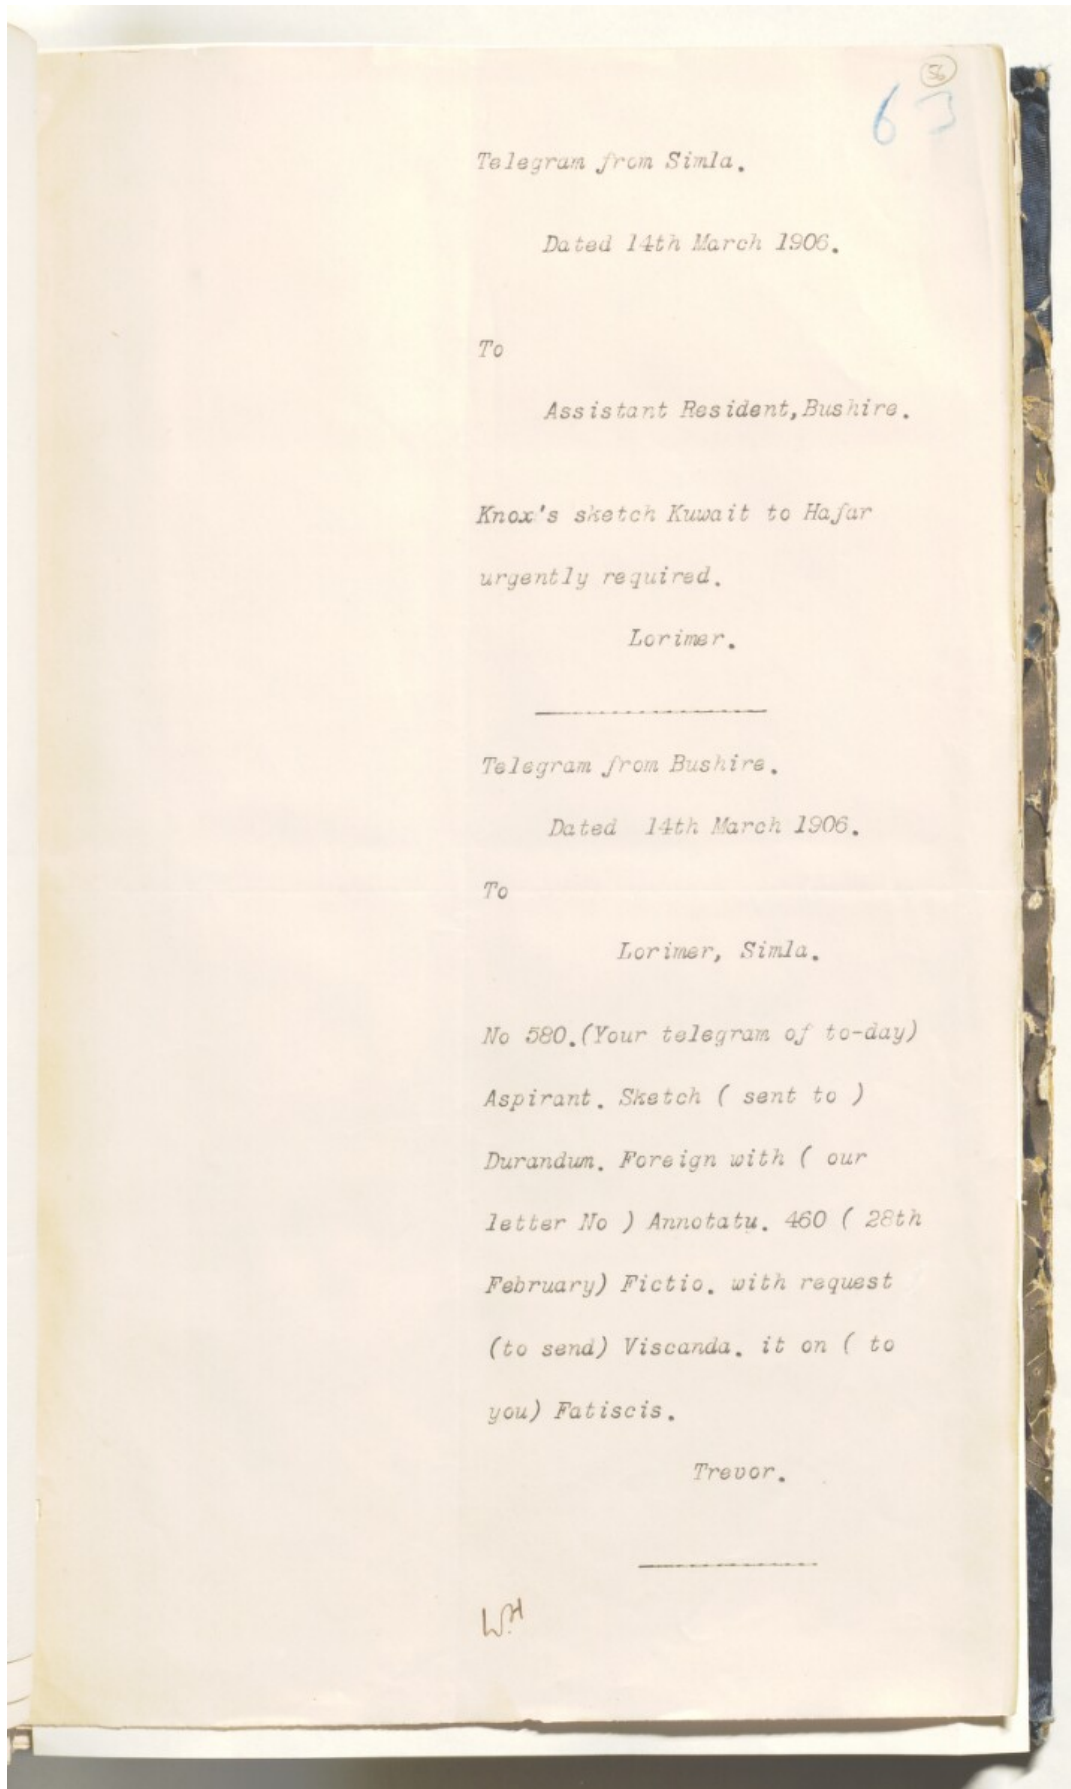 56
63
Telegram from Simla.
Dated 14th March 1906.
To
Assistant Resident, Bushire.
Knox's sketch Kuwait to Hafar
urgently required.
Lorimer.
Telegram from Bushire.
Dated 14th March 1906.
To
Lorimer, Simla.
No 580.(Your telegram of to-day)
Aspirant. Sketch ( sent to )
Durandum. Foreign with ( our
letter No ) Annotatu. 460 ( 28th
February) Fictio. with request
(to send) Viscanda. it on ( to
you) Fatiscis.
Trevor.